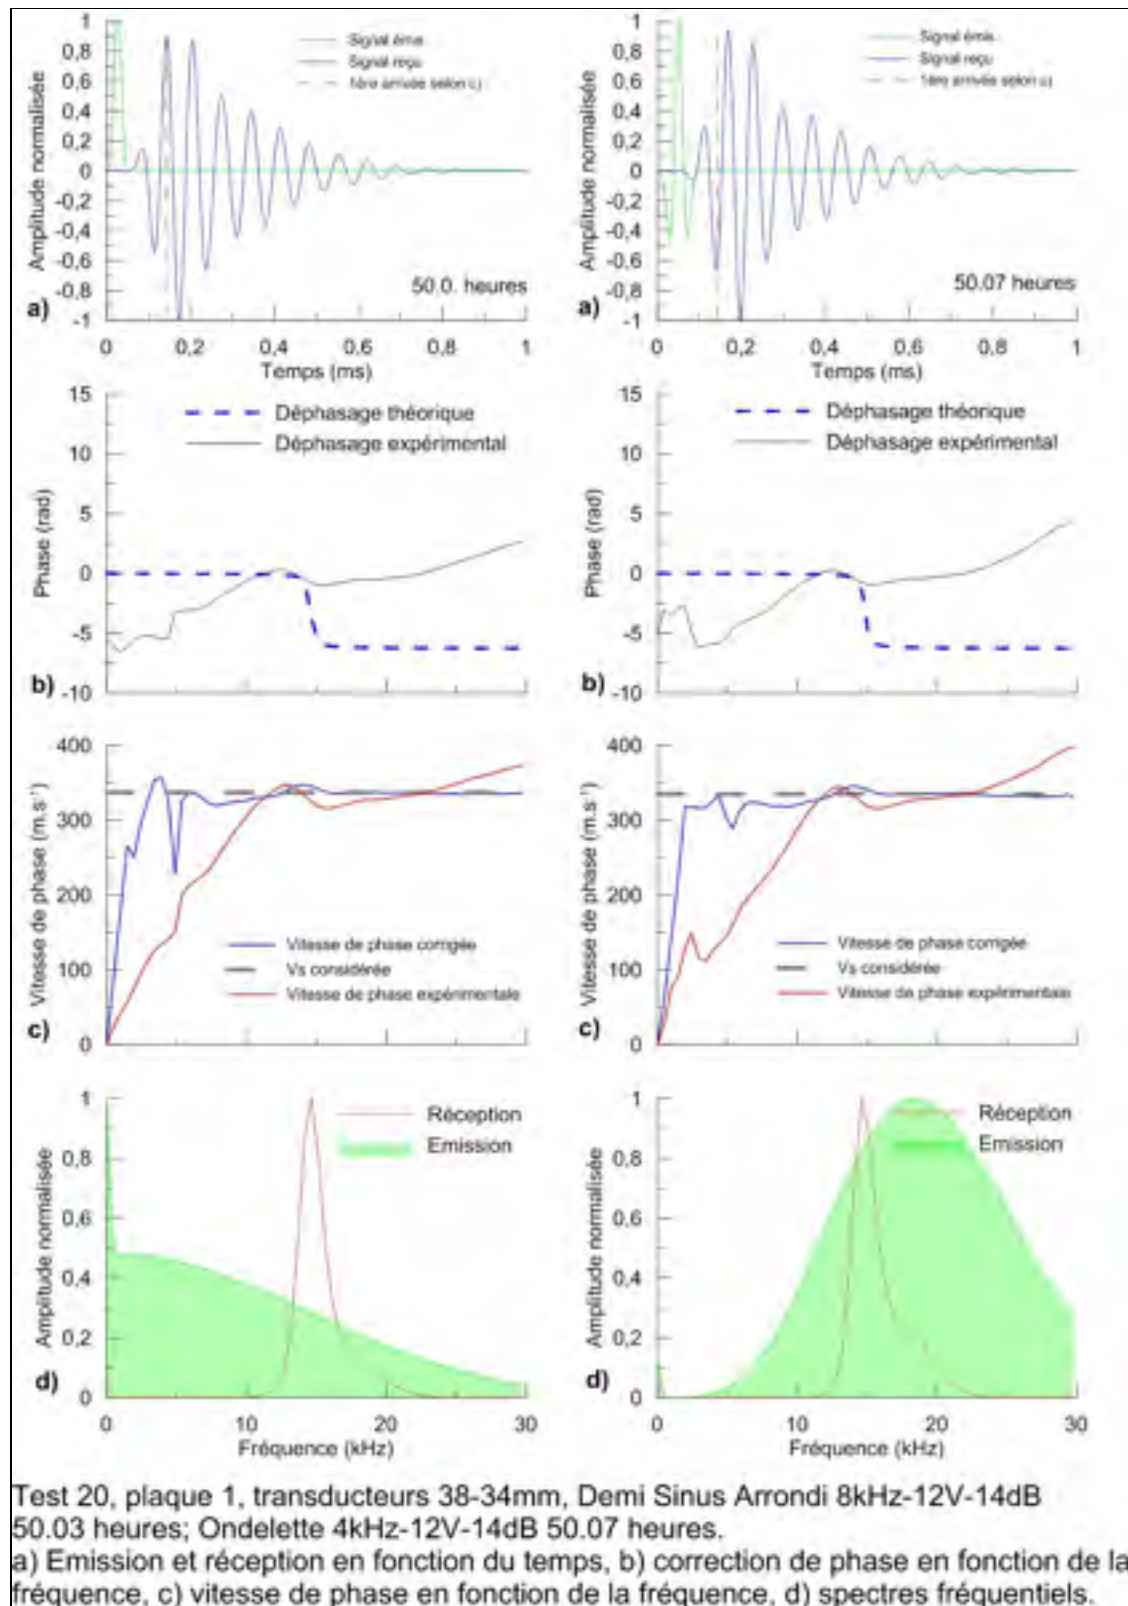 1
0,8
0,6
0,4
0,2
0
-0,2
-0,4
-0,6
-0,8
-1
Amplitude normalisée
Signal émis
Signal reçu
1ère arrivée selon c)
50.0. heures
a)
0 0,2 0,4 0,6 0,8 1
Temps (ms)
1
0,8
0,6
0,4
0,2
0
-0,2
-0,4
-0,6
-0,8
-1
Amplitude normalisée
Signal émis
Signal reçu
1ère arrivée selon c)
50.07 heures
a)
0 0,2 0,4 0,6 0,8 1
Temps (ms)
15
10
5
0
-5
-10
Phase (rad)
Déphasage théorique
Déphasage expérimental
b)
15
10
5
0
-5
-10
Phase (rad)
Déphasage théorique
Déphasage expérimental
b)
400
300
200
100
0
Vitesse de phase (m.s⁻¹)
Vitesse de phase corrigée
Vs considérée
Vitesse de phase expérimentale
c)
400
300
200
100
0
Vitesse de phase (m.s⁻¹)
Vitesse de phase corrigée
Vs considérée
Vitesse de phase expérimentale
c)
1
0,8
0,6
0,4
0,2
0
Amplitude normalisée
Réception
Emission
d)
0 10 20 30
Fréquence (kHz)
1
0,8
0,6
0,4
0,2
0
Amplitude normalisée
Réception
Emission
d)
0 10 20 30
Fréquence (kHz)
Test 20, plaque 1, transducteurs 38-34mm, Demi Sinus Arrondi 8kHz-12V-14dB
50.03 heures; Ondelette 4kHz-12V-14dB 50.07 heures.
a) Emission et réception en fonction du temps, b) correction de phase en fonction de la
fréquence, c) vitesse de phase en fonction de la fréquence, d) spectres fréquentiels.